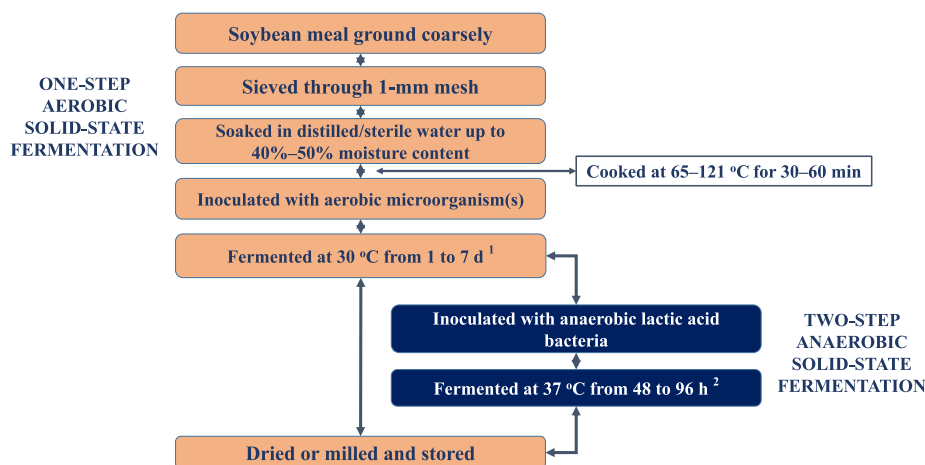 Soybean meal ground coarsely
ONE-STEP
AEROBIC
SOLID-STATE
FERMENTATION
Sieved through 1-mm mesh
Soaked in distilled/sterile water up to
40%–50% moisture content
Cooked at 65–121 ºC for 30–60 min
Inoculated with aerobic microorganism(s)
Fermented at 30 ºC from 1 to 7 d ¹
Inoculated with anaerobic lactic acid
bacteria
TWO-STEP
ANAEROBIC
SOLID-STATE
FERMENTATION
Fermented at 37 ºC from 48 to 96 h ²
Dried or milled and stored